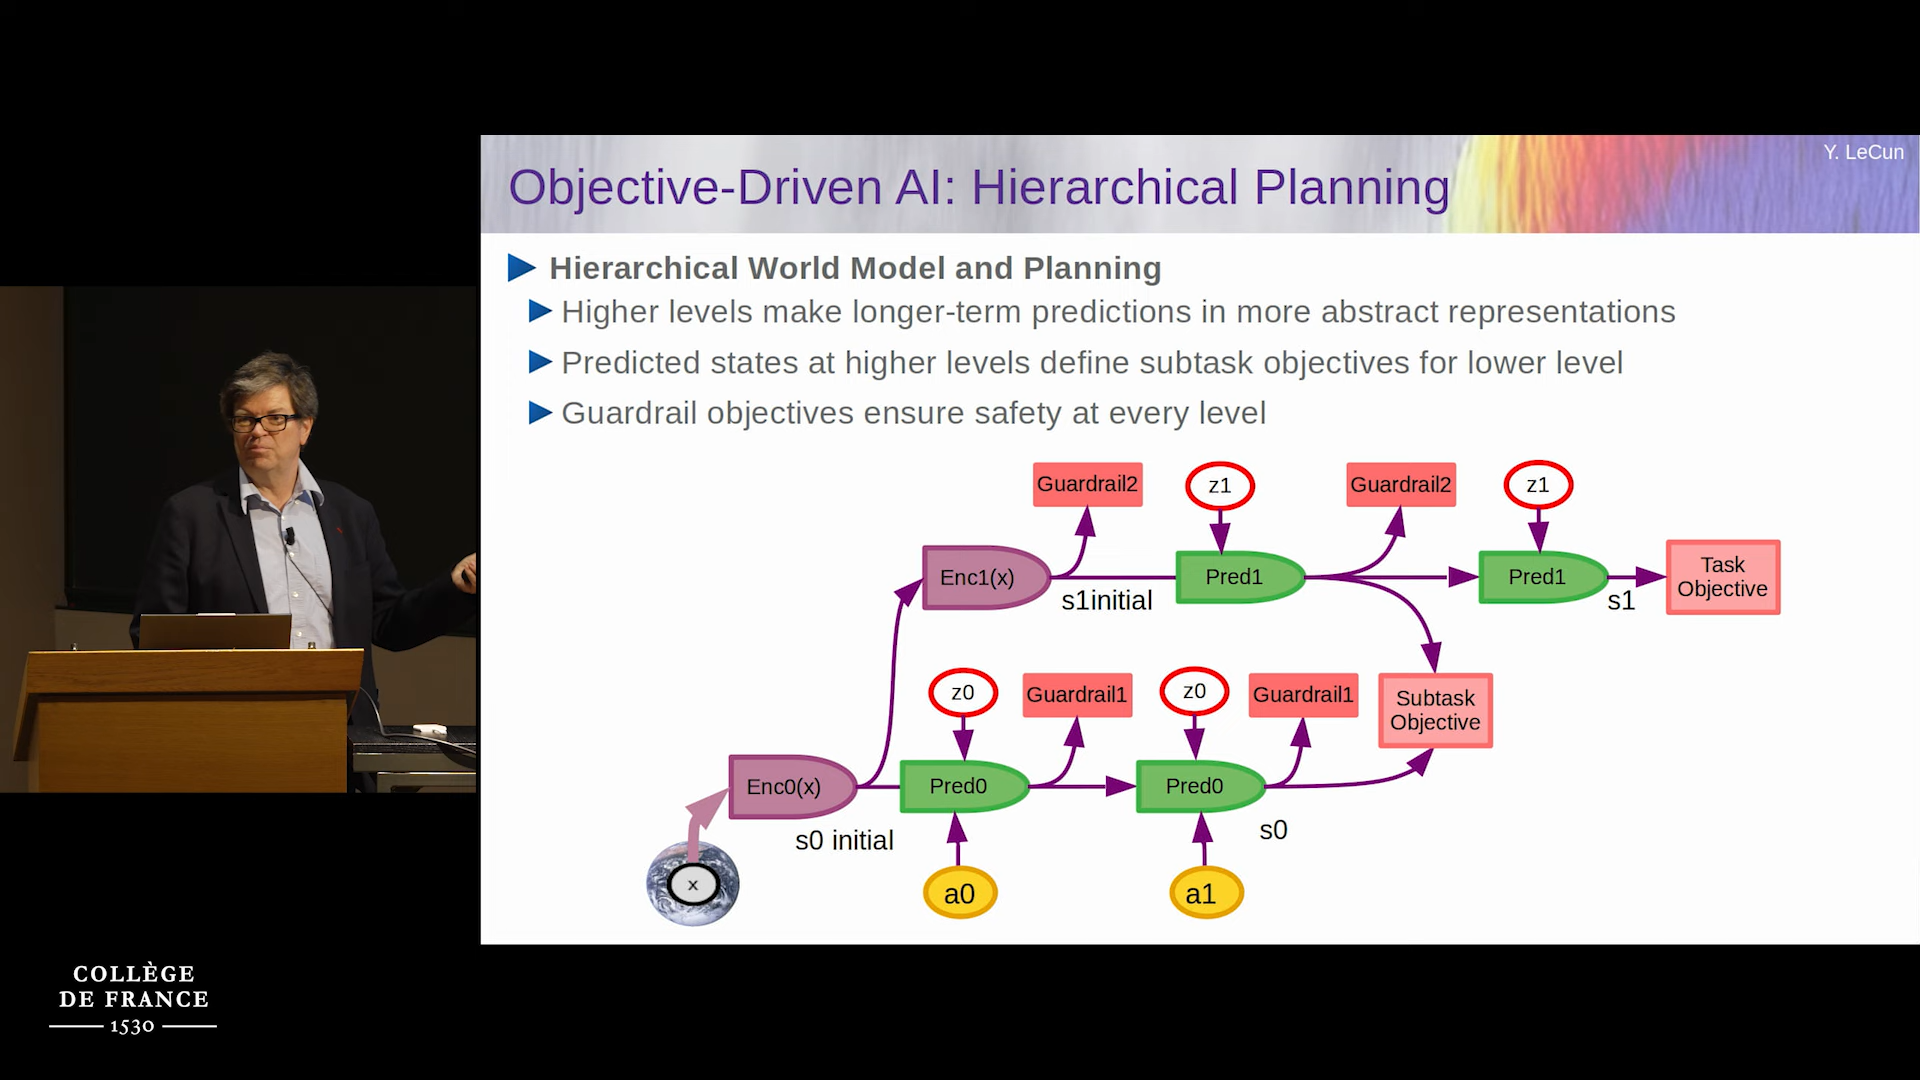 Y. LeCun
Objective-Driven AI: Hierarchical Planning
Hierarchical World Model and Planning
Higher levels make longer-term predictions in more abstract representations
Predicted states at higher levels define subtask objectives for lower level
Guardrail objectives ensure safety at every level
Guardrail2
z1
Guardrail2
z1
Enc1(x)
s1initial
Pred1
Pred1
s1
Task
Objective
z0
Guardrail1
z0
Guardrail1
Subtask
Objective
Enc0(x)
s0 initial
Pred0
Pred0
s0
x
a0
a1
COLLÈGE
DE FRANCE
1530